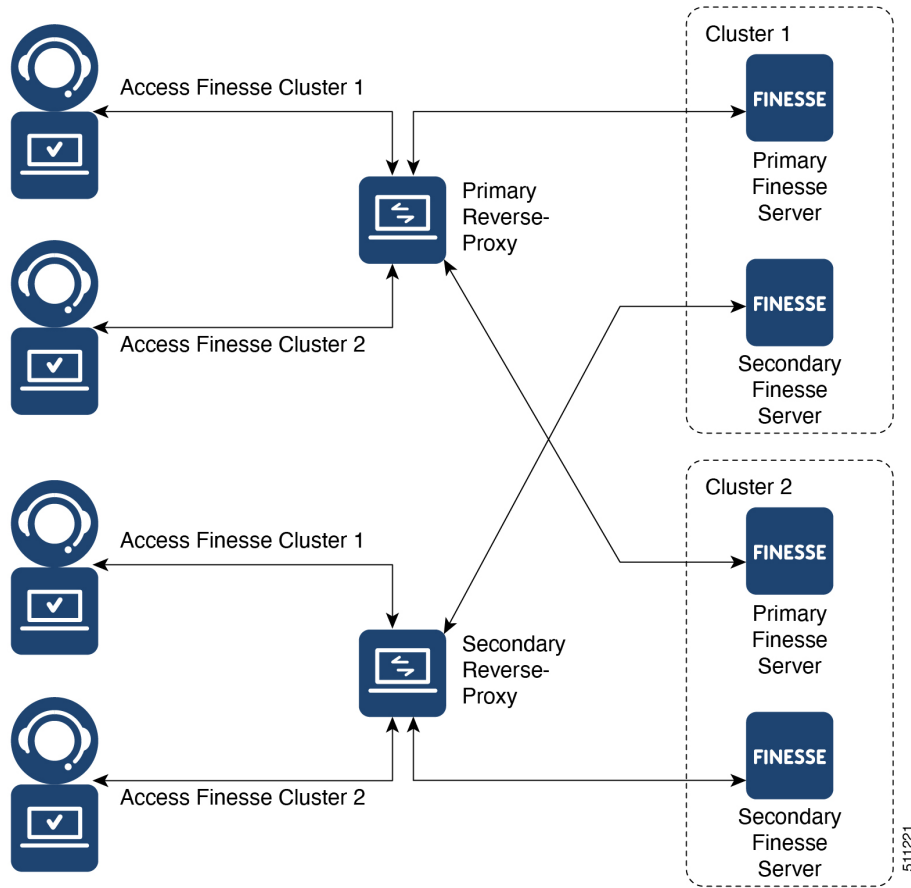 Cluster 1
Access Finesse Cluster 1
FINESSE
Primary
Finesse
Server
Primary
Reverse-
Proxy
Access Finesse Cluster 2
FINESSE
Secondary
Finesse
Server
Cluster 2
Access Finesse Cluster 1
FINESSE
Primary
Finesse
Server
Secondary
Reverse-
Proxy
Access Finesse Cluster 2
FINESSE
Secondary
Finesse
Server
511221